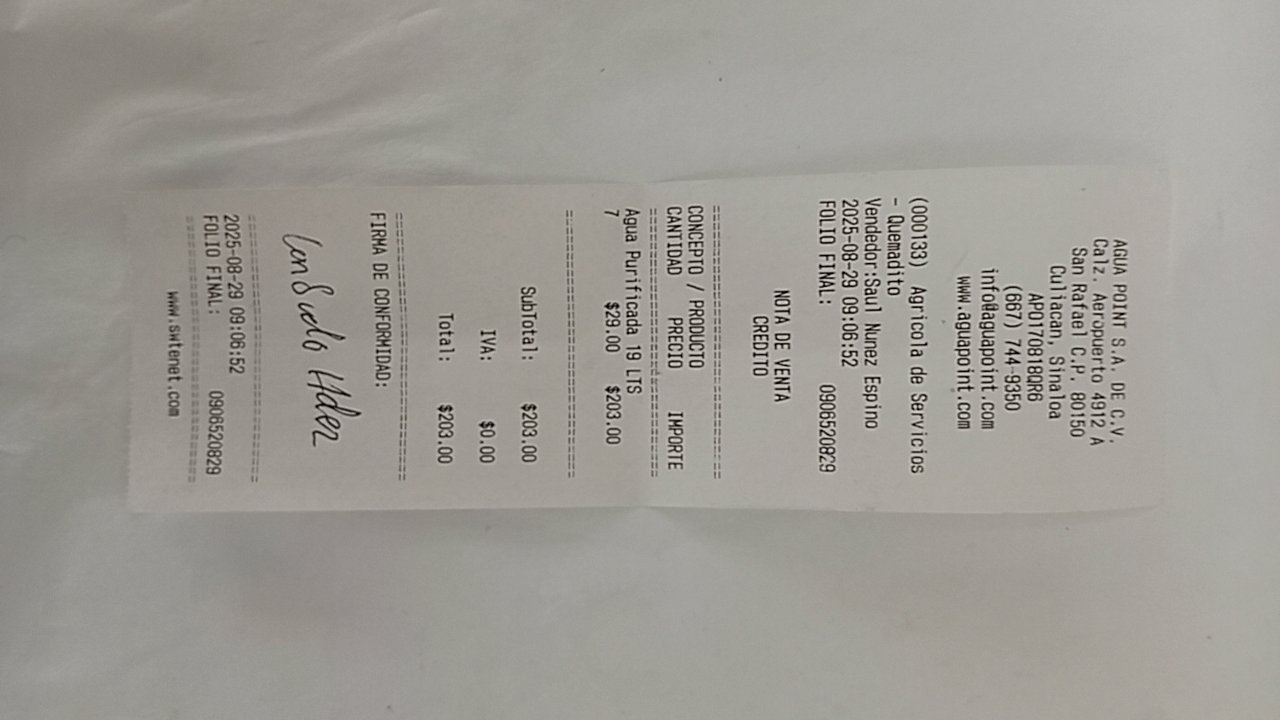 AGUA POINT S.A. DE C.V.
Calz. Aeropuerto 4912 A
San Rafael C.P. 80150
Culiacan, Sinaloa
APO170818QR6
(667) 744-9350
info@aguapoint.com
www.aguapoint.com
(000133) Agricola de Servicios
- Quemadito
Vendedor:Saul Nunez Espino
2025-08-29 09:06:52
FOLIO FINAL: 0906520829
NOTA DE VENTA
CREDITO
CONCEPTO / PRODUCTO
CANTIDAD PRECIO IMPORTE
Agua Purificada 19 LTS
7 $29.00 $203.00
SubTotal: $203.00
IVA: $0.00
Total: $203.00
FIRMA DE CONFORMIDAD:
Consuelo Hdez
2025-08-29 09:06:52
FOLIO FINAL: 0906520829
www.swtenet.com